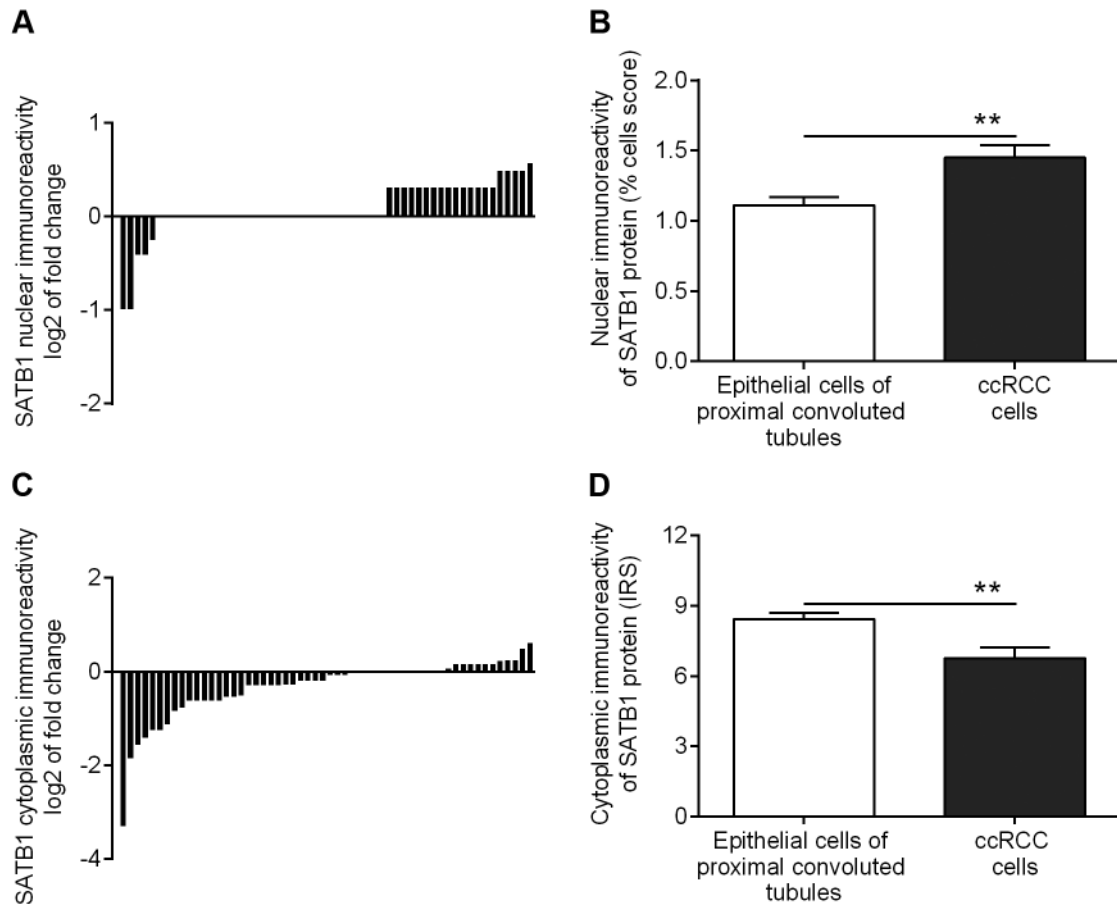 A
SATB1 nuclear immunoreactivity
log2 of fold change
1
0
-1
-2
B
Nuclear immunoreactivity
of SATB1 protein (% cells score)
2.0
1.5
1.0
0.5
0.0
**
Epithelial cells of
proximal convoluted
tubules
ccRCC
cells
C
SATB1 cytoplasmic immunoreactivity
log2 of fold change
2
0
-2
-4
D
Cytoplasmic immunoreactivity
of SATB1 protein (IRS)
12
9
6
3
0
**
Epithelial cells of
proximal convoluted
tubules
ccRCC
cells